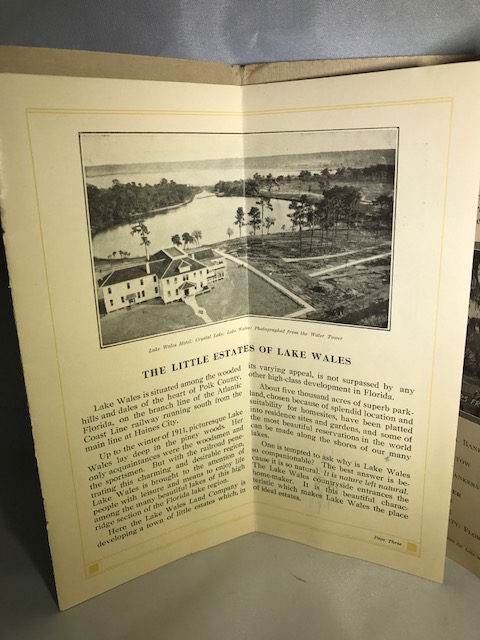 Lake Wales Hotel; Crystal Lake; Lake Wales; Photographed from the Water Tower
THE LITTLE ESTATES OF LAKE WALES
Lake Wales is situated among the wooded
hills and dales of the heart of Polk County,
Florida, on the branch line of the Atlantic
Coast Line railway running south from the
main line at Haines City.
Up to the winter of 1911, picturesque Lake
Wales lay deep in the piney woods. Her
only acquaintances were the woodsmen and
the sportsmen. But with the railroad pene-
trating this charming and desirable region,
Lake Wales is brought to the attention of
people with leisure and means to enjoy life
among the many beautiful lakes of this high
ridge section of the Florida lake region.
Here the Lake Wales Land Company is
developing a town of little estates which, in
its varying appeal, is not surpassed by any
other high-class development in Florida.
About five thousand acres of superb park-
land, chosen because of splendid location and
suitability for homesites, have been platted
into residence sites and gardens, and some of
the most beautiful reservations in the world
can be made along the shores of our many
lakes.
One is tempted to ask why is Lake Wales
so companionable? The best answer is be-
cause it is so natural. It is nature left natural.
The Lake Wales countryside entrances the
home-maker. It is this beautiful charac-
teristic which makes Lake Wales the place
of ideal estates.
Page Three